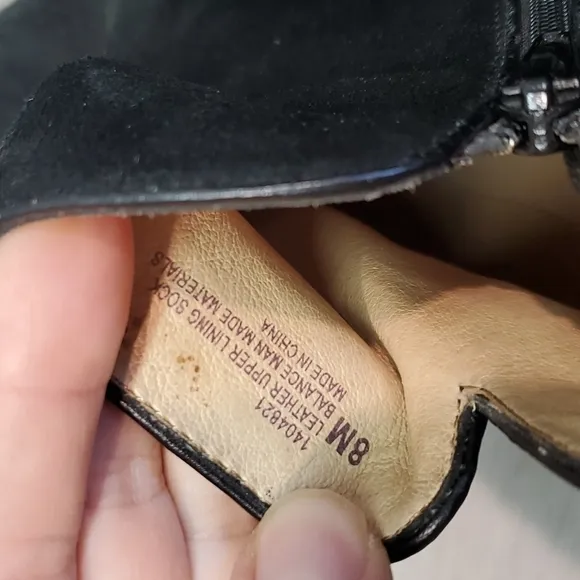 1404821
LEATHER UPPER LINING SOCK
BALANCE MAN MADE MATERIALS
MADE IN CHINA
8M